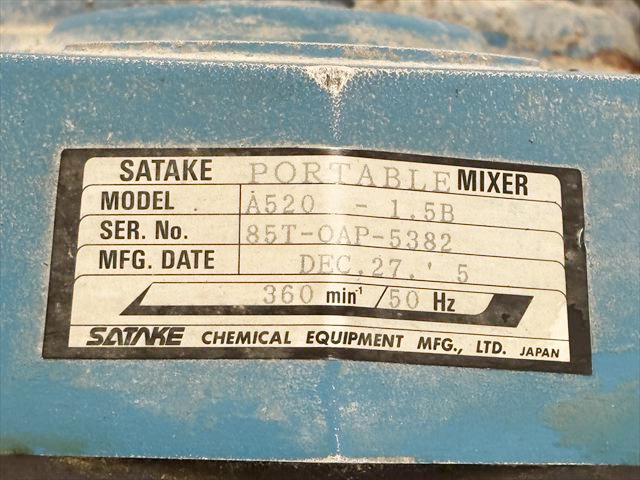 SATAKE PORTABLE MIXER
MODEL A520 - 1.5B
SER. No. 85T-OAP-5382
MFG. DATE DEC.27.'5
360 min⁻¹/50 Hz
SATAKE CHEMICAL EQUIPMENT MFG., LTD. JAPAN